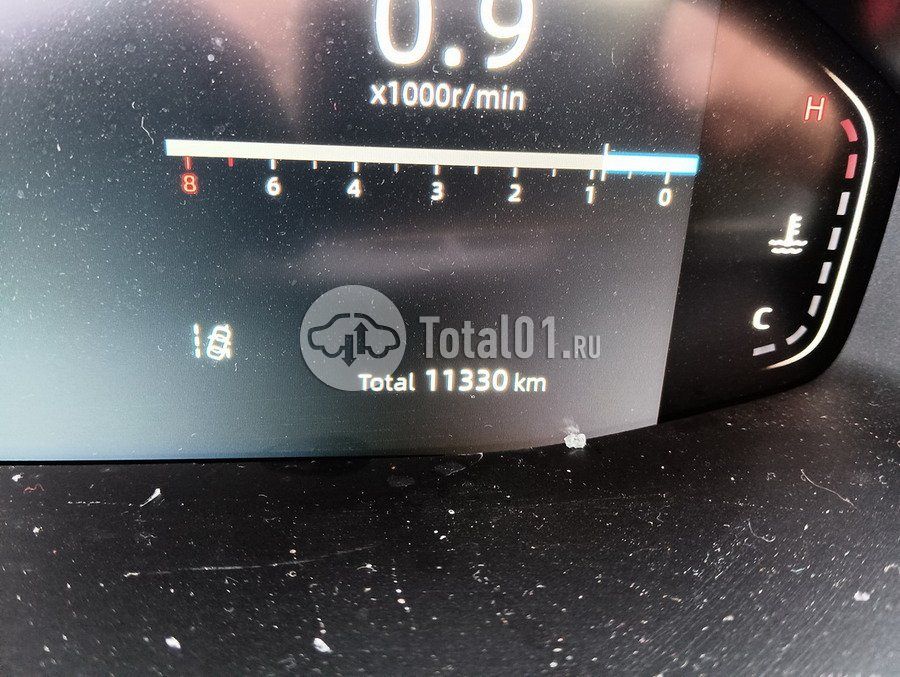 0.9
x1000r/min
H
8 6 4 3 2 1 0
C
Total01.RU
Total 11330 km